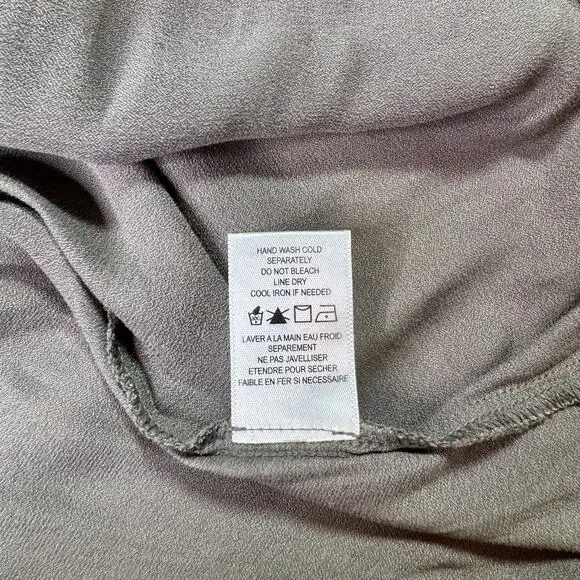 HAND WASH COLD
SEPARATELY
DO NOT BLEACH
LINE DRY
COOL IRON IF NEEDED
LAVER A LA MAIN EAU FROID
SEPAREMENT
NE PAS JAVELLISER
ETENDRE POUR SECHER
FAIBLE EN FER SI NECESSAIRE